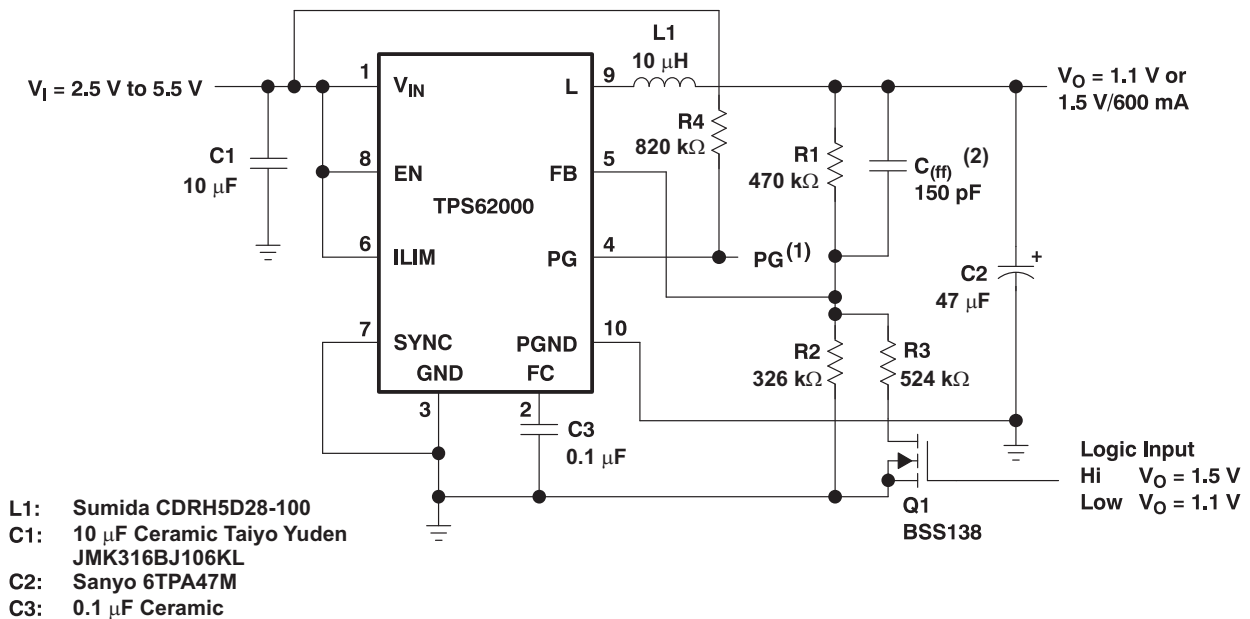 L1
10 μH
V_I = 2.5 V to 5.5 V
1
V_IN
L
9
V_O = 1.1 V or
1.5 V/600 mA
R4
820 kΩ
C1
10 μF
8
EN
FB
5
R1
470 kΩ
C_(ff) (2)
150 pF
TPS62000
6
ILIM
PG
4
PG(1)
C2
47 μF
+
7
SYNC
PGND
10
GND
FC
3
2
R2
326 kΩ
R3
524 kΩ
C3
0.1 μF
Logic Input
Hi V_O = 1.5 V
Low V_O = 1.1 V
Q1
BSS138
L1: Sumida CDRH5D28-100
C1: 10 μF Ceramic Taiyo Yuden
JMK316BJ106KL
C2: Sanyo 6TPA47M
C3: 0.1 μF Ceramic